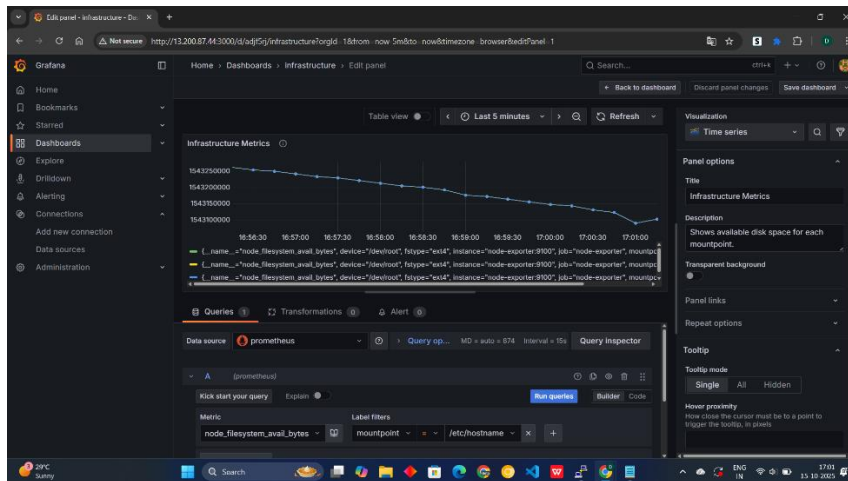 Edit panel - infrastructure - Da
Not secure
http://13.200.87.44:3000/d/adjf5rj/infrastructure?orgId=1&from=now-5m&to=now&timezone=browser&editPanel=1
Grafana
Home > Dashboards > Infrastructure > Edit panel
Search...
ctrl+k
Back to dashboard
Discard panel changes
Save dashboard
Home
Bookmarks
Starred
Dashboards
Explore
Drilldown
Alerting
Connections
Add new connection
Data sources
Administration
Table view
Last 5 minutes
Refresh
Infrastructure Metrics
1543250000
1543200000
1543150000
1543100000
16:56:30 16:57:00 16:57:30 16:58:00 16:58:30 16:59:00 16:59:30 17:00:00 17:00:30 17:01:00
{__name__="node_filesystem_avail_bytes", device="/dev/root", fstype="ext4", instance="node-exporter:9100", job="node-exporter", mountpo
{__name__="node_filesystem_avail_bytes", device="/dev/root", fstype="ext4", instance="node-exporter:9100", job="node-exporter", mountpo
{__name__="node_filesystem_avail_bytes", device="/dev/root", fstype="ext4", instance="node-exporter:9100", job="node-exporter", mountpo
Queries 1
Transformations 0
Alert 0
Data source
prometheus
Query op...
MD = auto = 874
Interval = 15s
Query inspector
A (prometheus)
Kick start your query
Explain
Run queries
Builder
Code
Metric
Label filters
node_filesystem_avail_bytes
mountpoint = /etc/hostname
Visualization
Time series
Panel options
Title
Infrastructure Metrics
Description
Shows available disk space for each
mountpoint.
Transparent background
Panel links
Repeat options
Tooltip
Tooltip mode
Single
All
Hidden
Hover proximity
How close the cursor must be to a point to
trigger the tooltip, in pixels
29°C
Sunny
Search
ENG
IN
17:01
15-10-2025